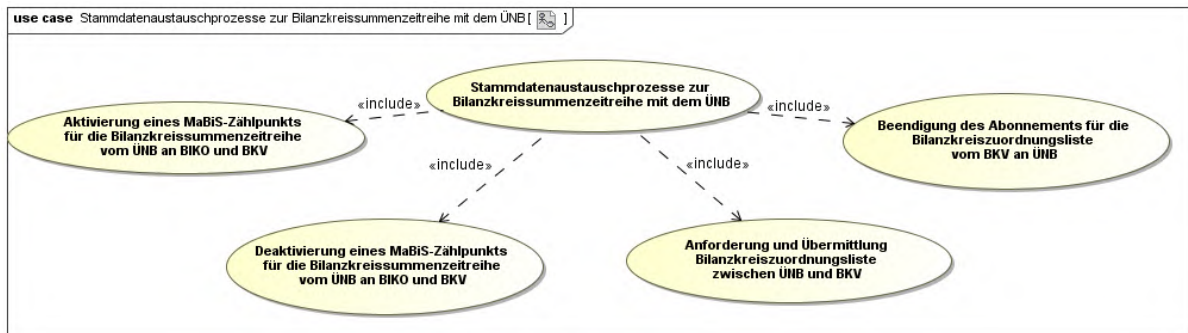 use case Stammdatenaustauschprozesse zur Bilanzkreissummenzeitreihe mit dem ÜNB [ ]
Stammdatenaustauschprozesse zur
Bilanzkreissummenzeitreihe mit dem ÜNB
«include»
«include»
«include»
«include»
Aktivierung eines MaBiS-Zählpunkts
für die Bilanzkreissummenzeitreihe
vom ÜNB an BIKO und BKV
Beendigung des Abonnements für die
Bilanzkreiszuordnungsliste
vom BKV an ÜNB
Deaktivierung eines MaBiS-Zählpunkts
für die Bilanzkreissummenzeitreihe
vom ÜNB an BIKO und BKV
Anforderung und Übermittlung
Bilanzkreiszuordnungsliste
zwischen ÜNB und BKV